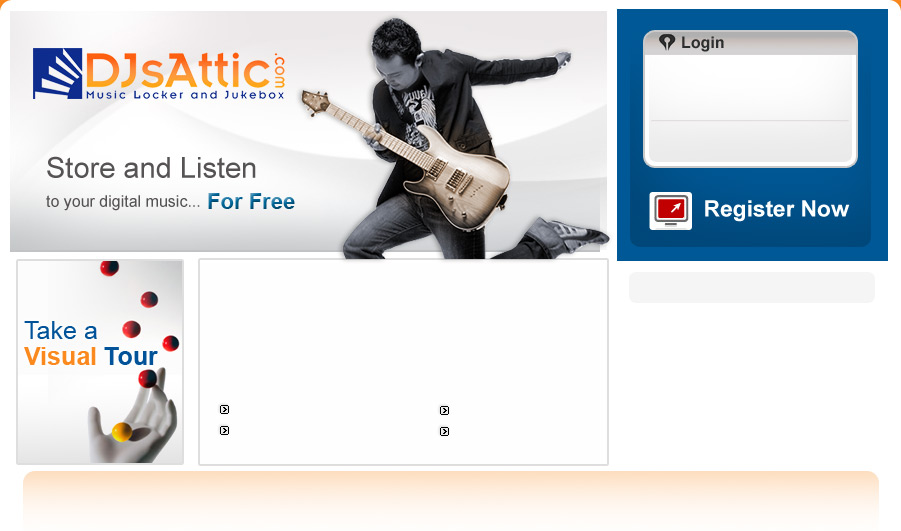 DJsAttic.com
Music Locker and Jukebox
Store and Listen
to your digital music... For Free
Login
Register Now
Take a
Visual Tour